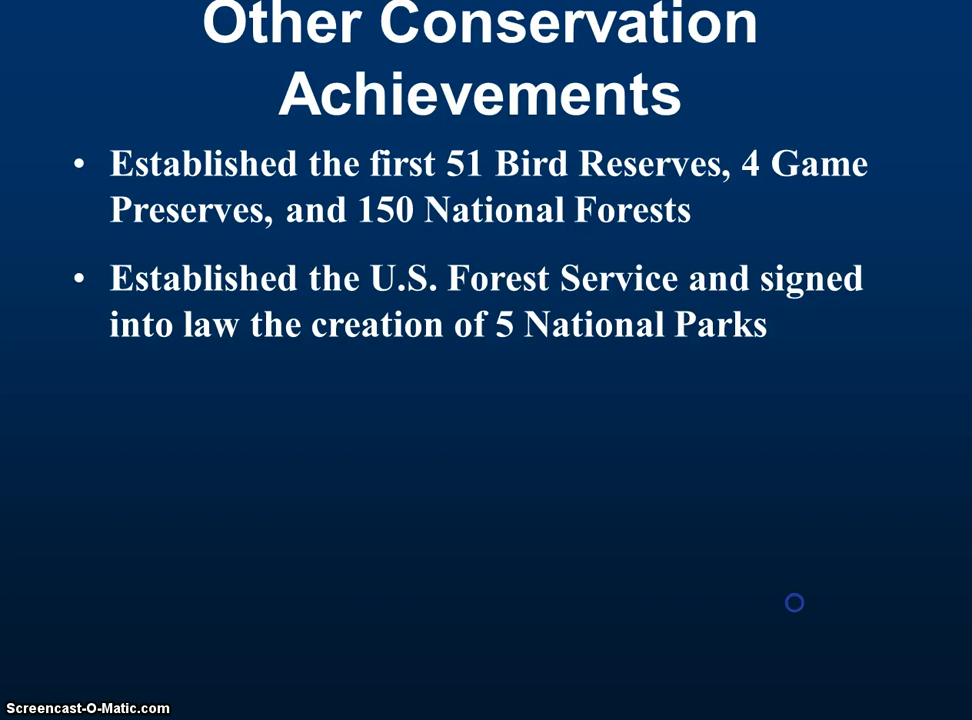 Other Conservation
Achievements
• Established the first 51 Bird Reserves, 4 Game
Preserves, and 150 National Forests
• Established the U.S. Forest Service and signed
into law the creation of 5 National Parks
Screencast-O-Matic.com